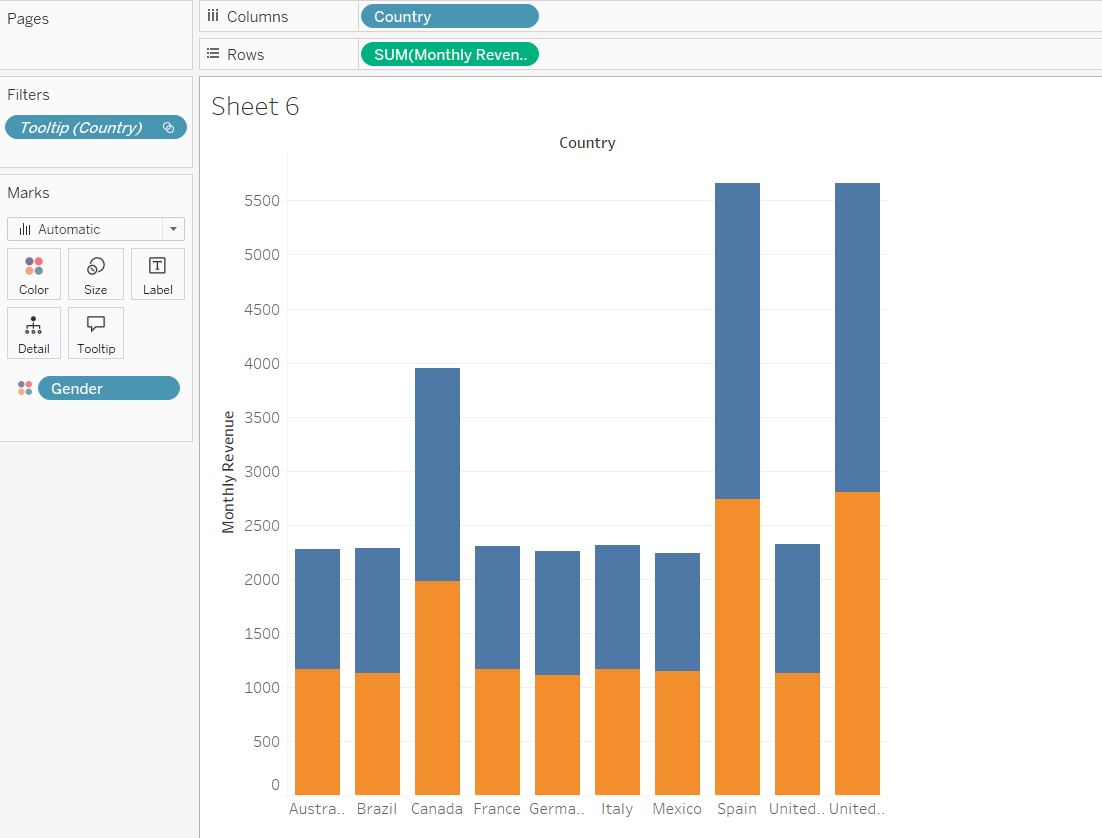 Pages
Columns
Country
Rows
SUM(Monthly Reven..
Filters
Tooltip (Country)
Marks
Automatic
Color
Size
Label
Detail
Tooltip
Gender
Sheet 6
Country
Monthly Revenue
5500
5000
4500
4000
3500
3000
2500
2000
1500
1000
500
0
Austra.. Brazil Canada France Germa.. Italy Mexico Spain United.. United..